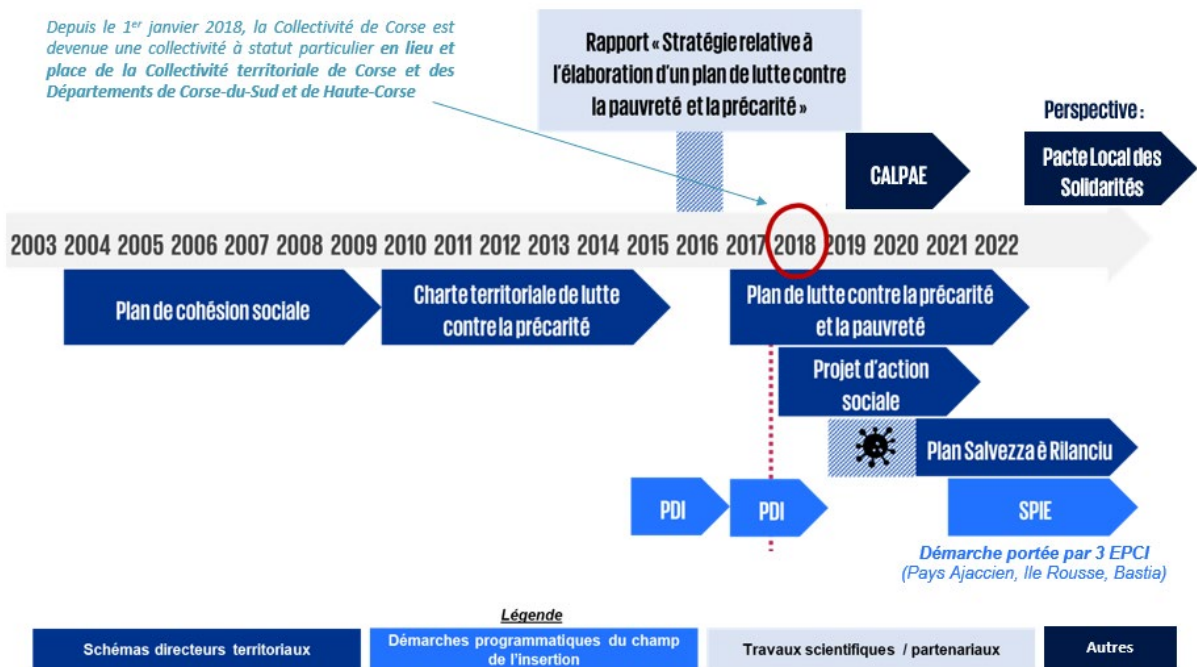 Depuis le 1er janvier 2018, la Collectivité de Corse est
devenue une collectivité à statut particulier en lieu et
place de la Collectivité territoriale de Corse et des
Départements de Corse-du-Sud et de Haute-Corse
Rapport « Stratégie relative à
l'élaboration d'un plan de lutte contre
la pauvreté et la précarité »
Perspective :
CALPAE
Pacte Local des
Solidarités
2003 2004 2005 2006 2007 2008 2009 2010 2011 2012 2013 2014 2015 2016 2017 2018 2019 2020 2021 2022
Plan de cohésion sociale
Charte territoriale de lutte
contre la précarité
Plan de lutte contre la précarité
et la pauvreté
Projet d'action
sociale
Plan Salvezza è Rilanciu
PDI
PDI
SPIE
Démarche portée par 3 EPCI
(Pays Ajaccien, Ile Rousse, Bastia)
Légende
Schémas directeurs territoriaux
Démarches programmatiques du champ
de l'insertion
Travaux scientifiques / partenariaux
Autres